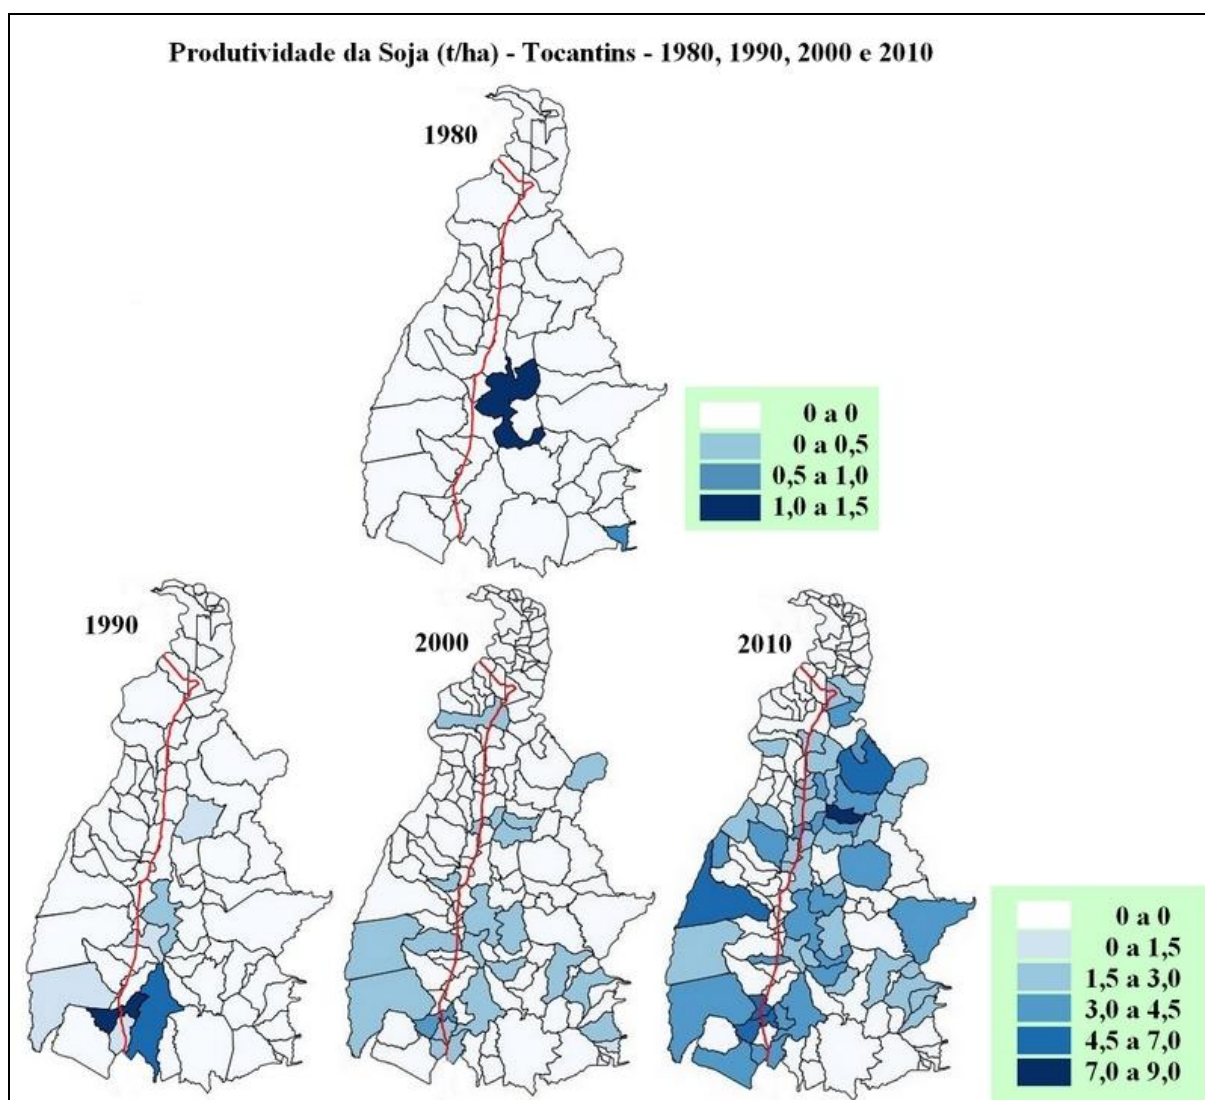 Produtividade da Soja (t/ha) - Tocantins - 1980, 1990, 2000 e 2010
1980
0 a 0
0 a 0,5
0,5 a 1,0
1,0 a 1,5
1990
2000
2010
0 a 0
0 a 1,5
1,5 a 3,0
3,0 a 4,5
4,5 a 7,0
7,0 a 9,0